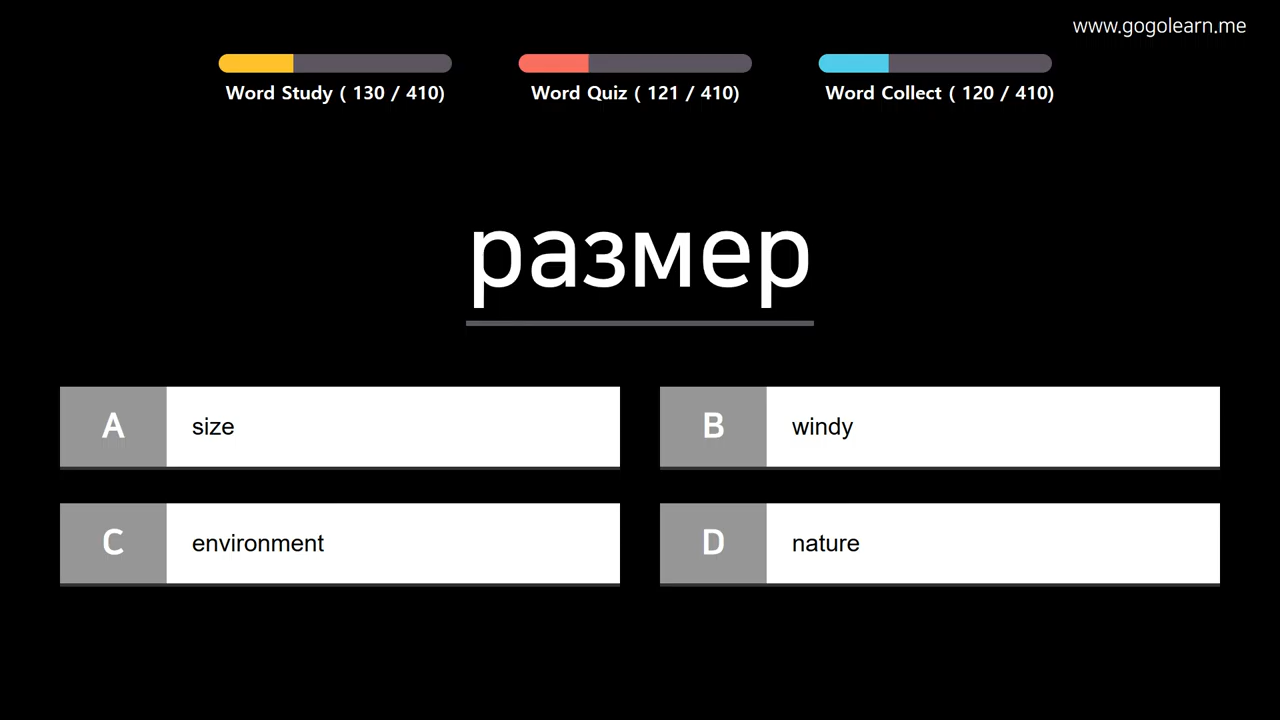 www.gogolearn.me
Word Study ( 130 / 410)
Word Quiz ( 121 / 410)
Word Collect ( 120 / 410)
размер
A size
B windy
C environment
D nature